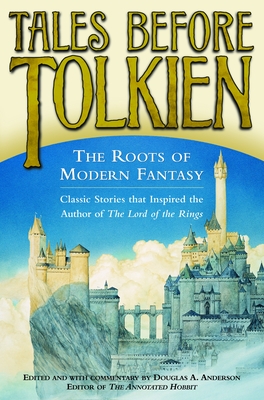 TALES BEFORE
TOLKIEN
THE ROOTS OF
MODERN FANTASY
Classic Stories that Inspired the
Author of The Lord of the Rings
Edited and with commentary by Douglas A. Anderson
Editor of The Annotated Hobbit